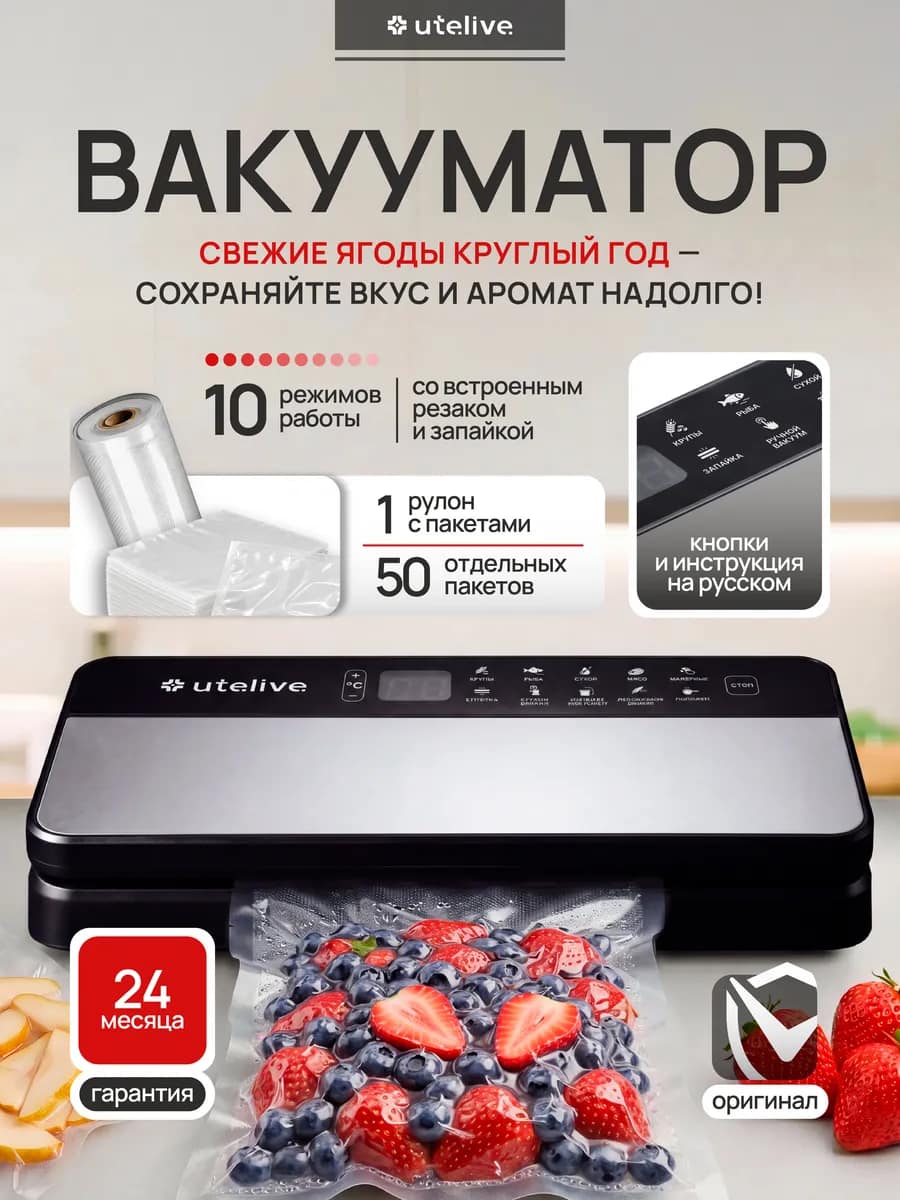 utelive
ВАКУУМАТОР
СВЕЖИЕ ЯГОДЫ КРУГЛЫЙ ГОД —
СОХРАНЯЙТЕ ВКУС И АРОМАТ НАДОЛГО!
10 режимов
работы
со встроенным
резаком
и запайкой
1 рулон
с пакетами
50 отдельных
пакетов
СУХОЙ
РЫБА
КРУПЫ
РУЧНОЙ
ВАКУУМ
ЗАПАЙКА
кнопки
и инструкция
на русском
utelive
+
°C
−
КРУПЫ РЫБА СУХОЙ МЯСО
СТОП
24
месяца
гарантия
оригинал